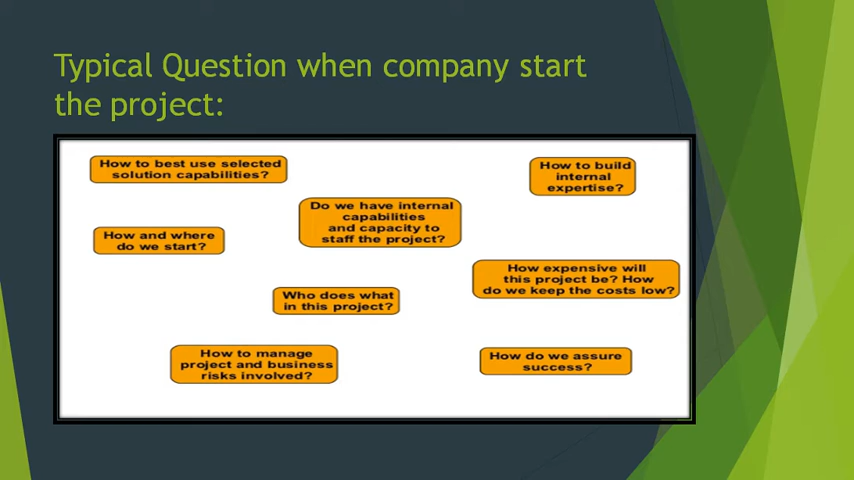 Typical Question when company start
the project:
How to best use selected
solution capabilities?
How to build
internal
expertise?
Do we have internal
capabilities
and capacity to
staff the project?
How and where
do we start?
How expensive will
this project be? How
do we keep the costs low?
Who does what
in this project?
How to manage
project and business
risks involved?
How do we assure
success?